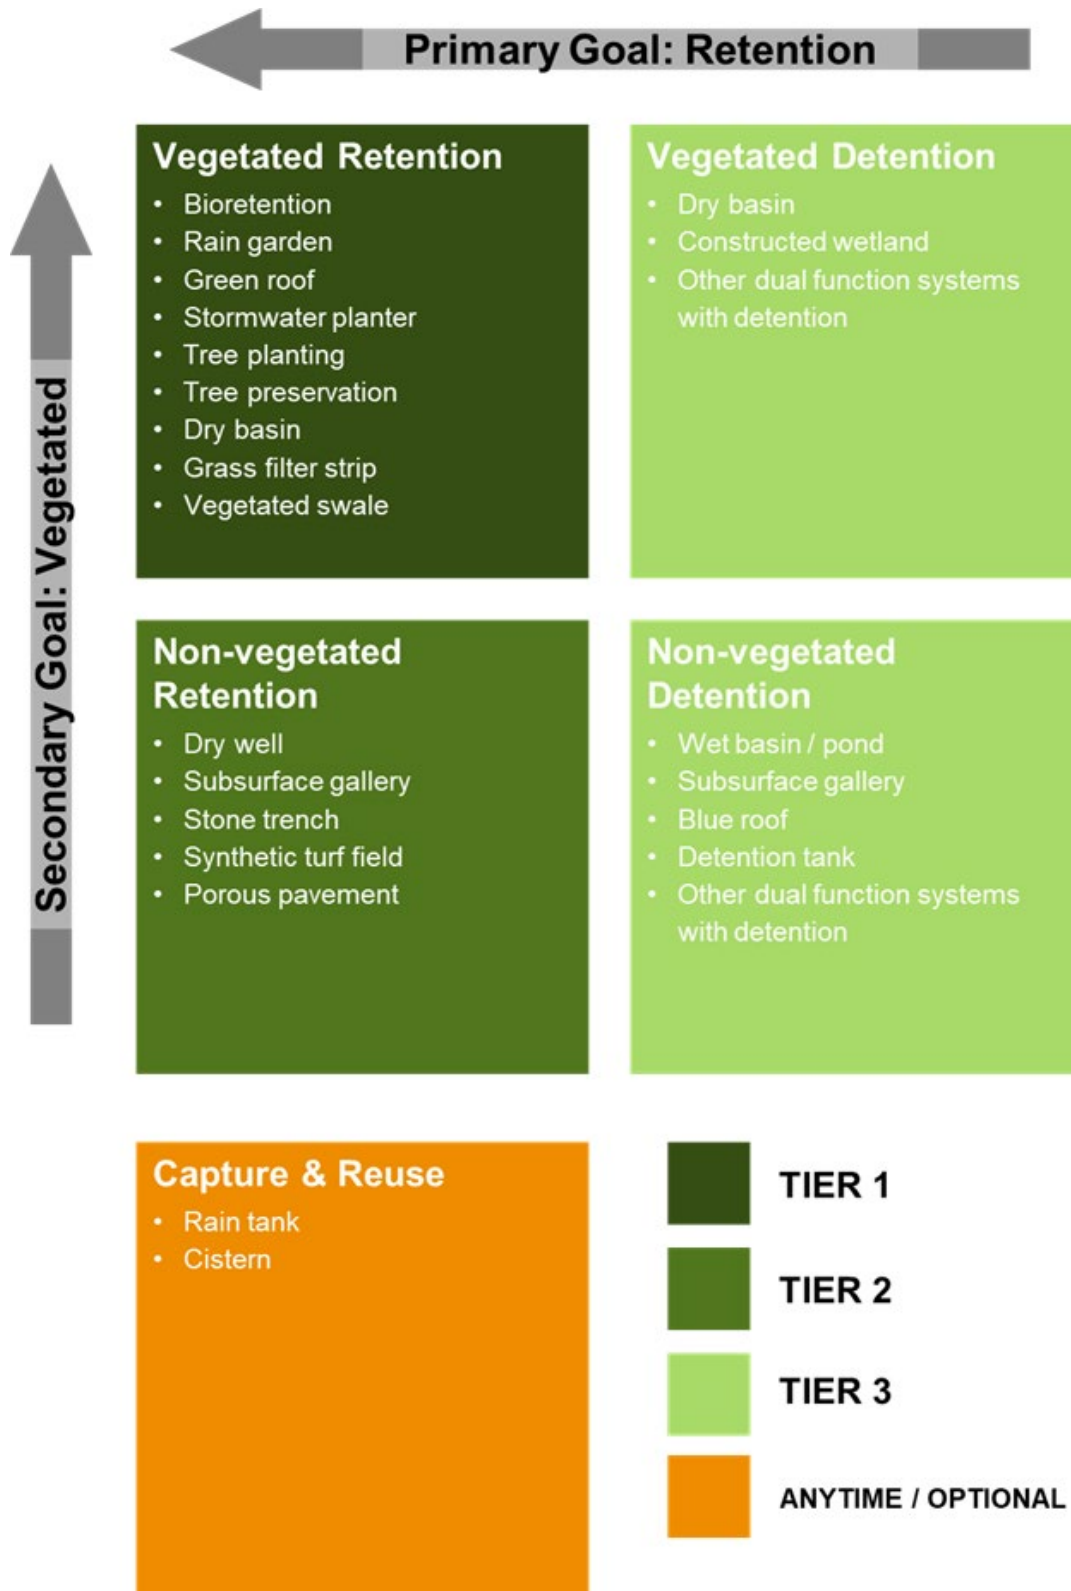 Primary Goal: Retention
Secondary Goal: Vegetated
Vegetated Retention
• Bioretention
• Rain garden
• Green roof
• Stormwater planter
• Tree planting
• Tree preservation
• Dry basin
• Grass filter strip
• Vegetated swale
Vegetated Detention
• Dry basin
• Constructed wetland
• Other dual function systems
with detention
Non-vegetated
Retention
• Dry well
• Subsurface gallery
• Stone trench
• Synthetic turf field
• Porous pavement
Non-vegetated
Detention
• Wet basin / pond
• Subsurface gallery
• Blue roof
• Detention tank
• Other dual function systems
with detention
Capture & Reuse
• Rain tank
• Cistern
TIER 1
TIER 2
TIER 3
ANYTIME / OPTIONAL